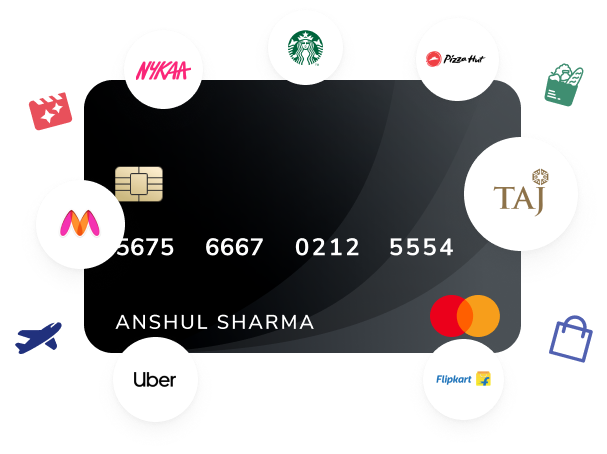 NYKAA
Pizza Hut
TAJ
5675 6667 0212 5554
ANSHUL SHARMA
Uber
Flipkart